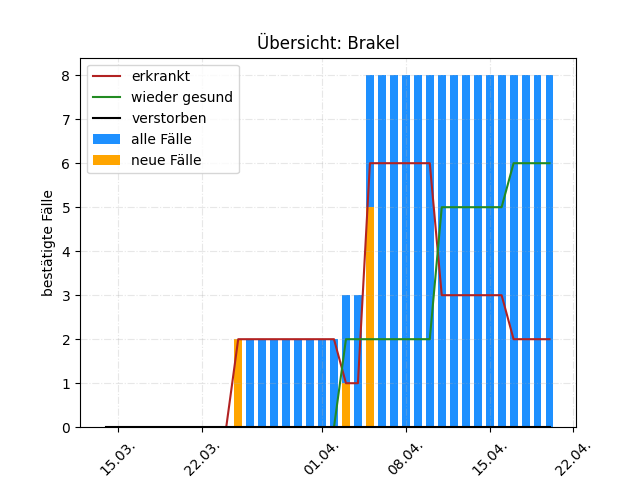 Übersicht: Brakel
erkrankt
wieder gesund
verstorben
alle Fälle
neue Fälle
bestätigte Fälle
8
7
6
5
4
3
2
1
0
15.03.
22.03.
01.04.
08.04.
15.04.
22.04.